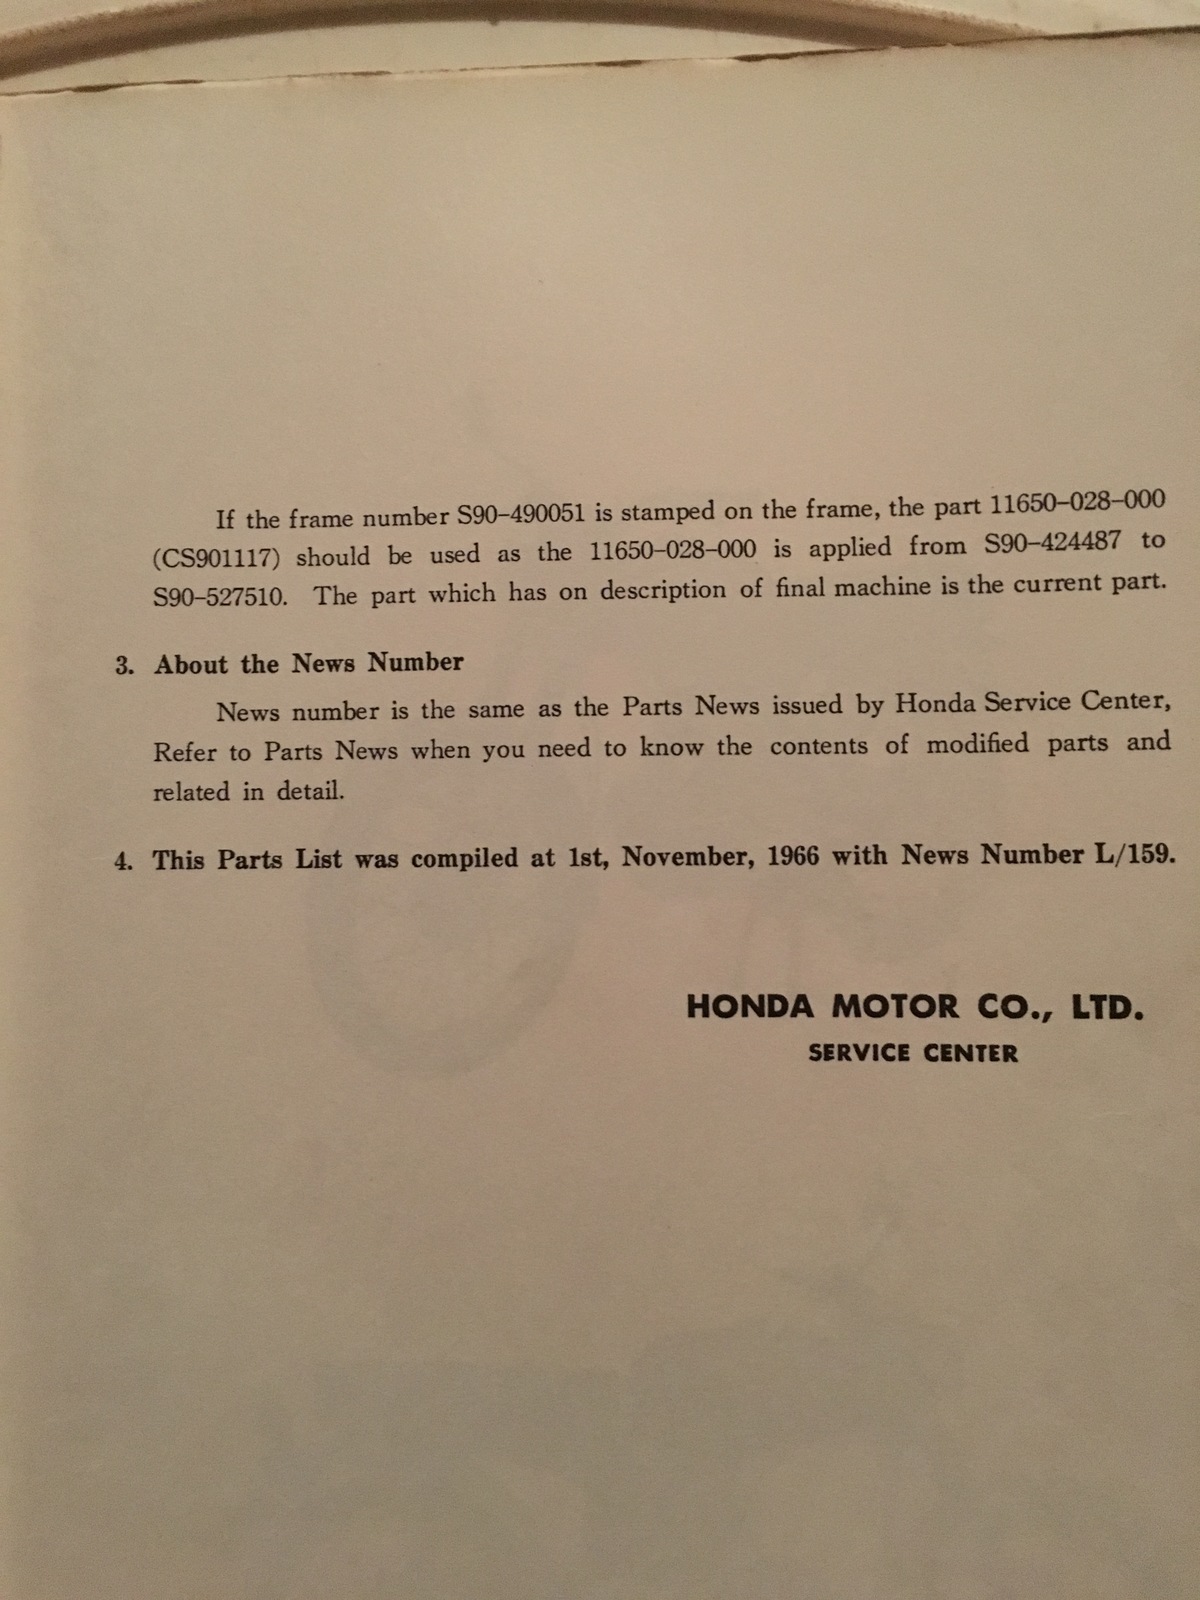 If the frame number S90–490051 is stamped on the frame, the part 11650–028–000
(CS901117) should be used as the 11650–028–000 is applied from S90–424487 to
S90–527510. The part which has on description of final machine is the current part.
3. About the News Number
News number is the same as the Parts News issued by Honda Service Center,
Refer to Parts News when you need to know the contents of modified parts and
related in detail.
4. This Parts List was compiled at 1st, November, 1966 with News Number L/159.
HONDA MOTOR CO., LTD.
SERVICE CENTER